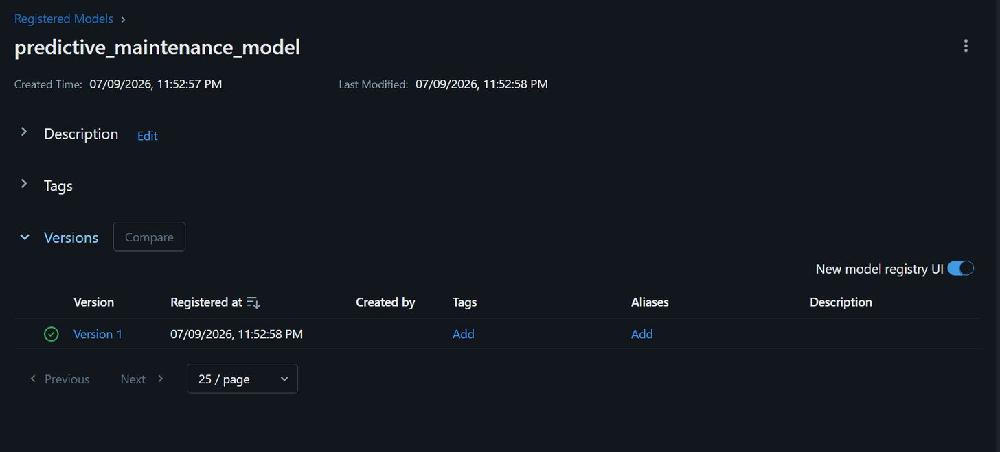 Registered Models
predictive_maintenance_model
Created Time: 07/09/2026, 11:52:57 PM Last Modified: 07/09/2026, 11:52:58 PM
Description Edit
Tags
Versions Compare
New model registry UI
Version Registered at Created by Tags Aliases Description
Version 1 07/09/2026, 11:52:58 PM Add Add
Previous Next 25 / page